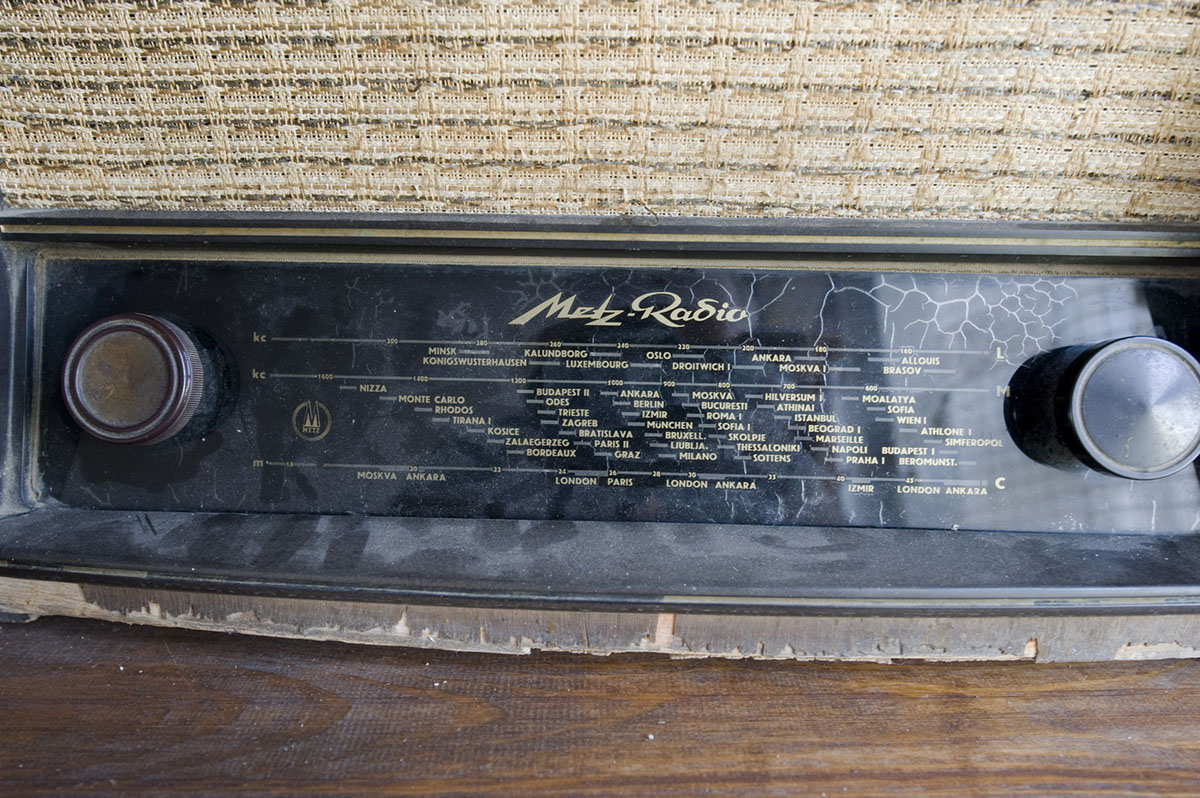 Metz-Radio
kc 300 280 260 240 220 200 180 160 L
MINSK KALUNDBORG OSLO ANKARA ALLOUIS
KONIGSWUSTERHAUSEN LUXEMBOURG DROITWICH I MOSKVA I BRASOV
kc 1600 1400 1200 1000 900 800 700 600 M
NIZZA BUDAPEST II ANKARA MOSKVA HILVERSUM I MOALATYA
MONTE CARLO ODES BERLIN BUCURESTI ATHINAI SOFIA
RHODOS TRIESTE IZMIR ROMA I ISTANBUL WIEN I
TIRANA I ZAGREB MÜNCHEN SOFIA I BEOGRAD I ATHLONE I
KOSICE BRATISLAVA BRUXELL. SKOLPJE MARSEILLE SIMFEROPOL
ZALAEGERZEG PARIS II LJUBLJA. THESSALONIKI NAPOLI BUDAPEST I
BORDEAUX GRAZ MILANO SOTTENS PRAHA I BEROMÜNST.
METZ
m 18 20 22 24 26 28 30 35 40 45 C
MOSKVA ANKARA LONDON PARIS LONDON ANKARA IZMIR LONDON ANKARA